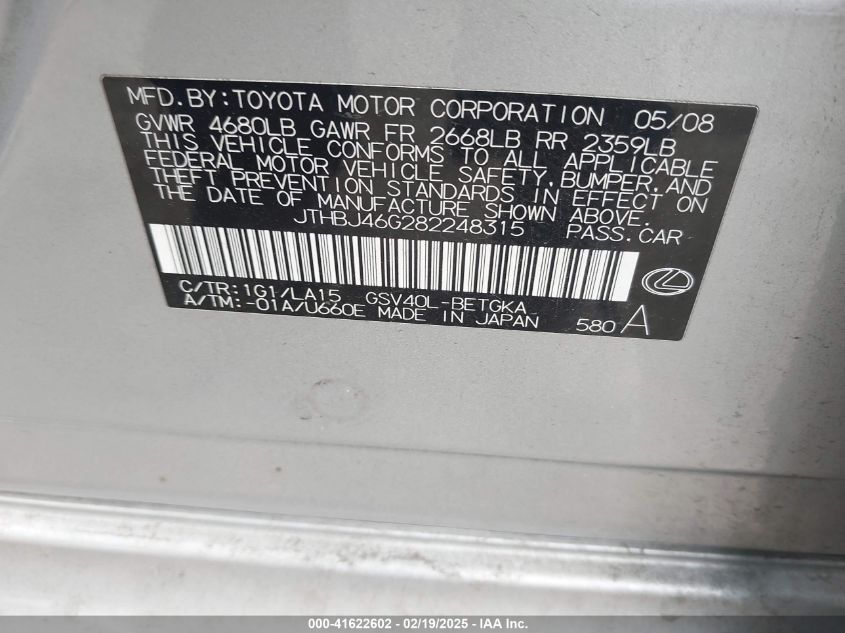 MFD.BY:TOYOTA MOTOR CORPORATION 05/08
GVWR 4680LB GAWR FR 2668LB RR 2359LB
THIS VEHICLE CONFORMS TO ALL APPLICABLE
FEDERAL MOTOR VEHICLE SAFETY,BUMPER,AND
THEFT PREVENTION STANDARDS IN EFFECT ON
THE DATE OF MANUFACTURE SHOWN ABOVE.
JTHBJ46G282248315 PASS.CAR
C/TR:1G1/LA15 GSV40L-BETGKA
A/TM:-01A/U660E MADE IN JAPAN 580A
000-41622602 - 02/19/2025 - IAA Inc.